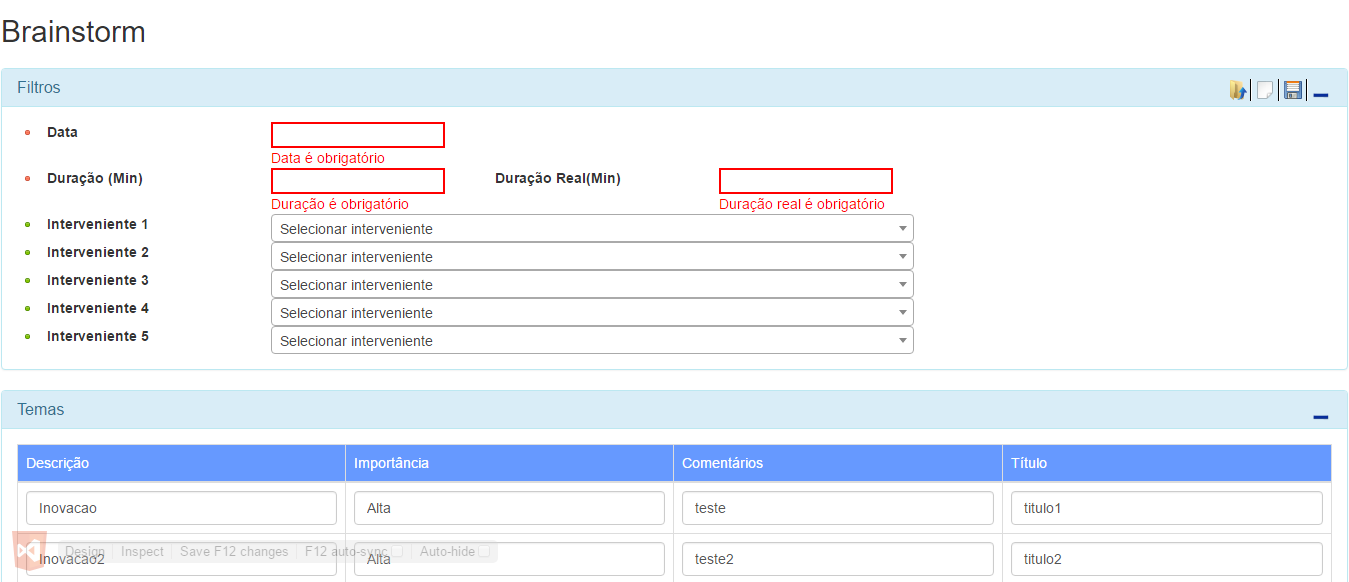 Brainstorm
Filtros
Data
Data é obrigatório
Duração (Min) Duração Real(Min)
Duração é obrigatório Duração real é obrigatório
Interveniente 1 Selecionar interveniente
Interveniente 2 Selecionar interveniente
Interveniente 3 Selecionar interveniente
Interveniente 4 Selecionar interveniente
Interveniente 5 Selecionar interveniente
Temas
Descrição Importância Comentários Título
Inovacao Alta teste titulo1
Design Inspect Save F12 changes F12 auto-sync Auto-hide
Inovacao2 Alta teste2 titulo2